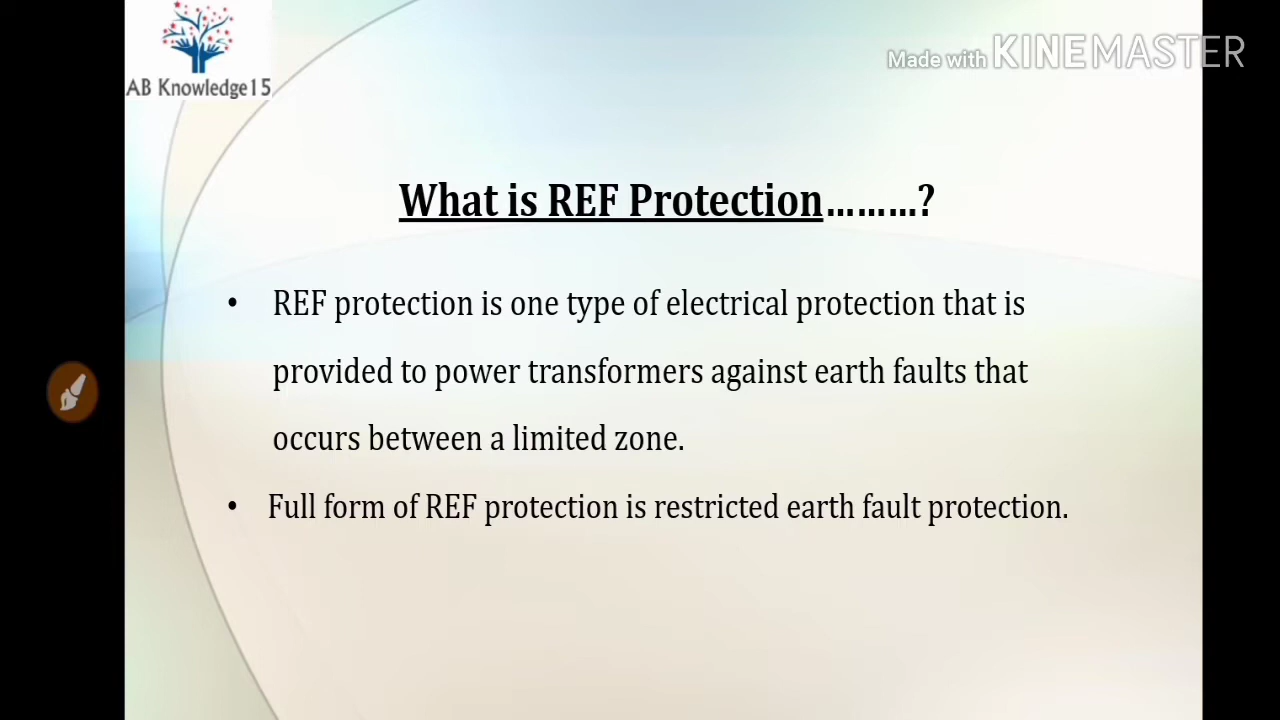 AB Knowledge15
Made with KINEMASTER
What is REF Protection.........?
• REF protection is one type of electrical protection that is
provided to power transformers against earth faults that
occurs between a limited zone.
• Full form of REF protection is restricted earth fault protection.